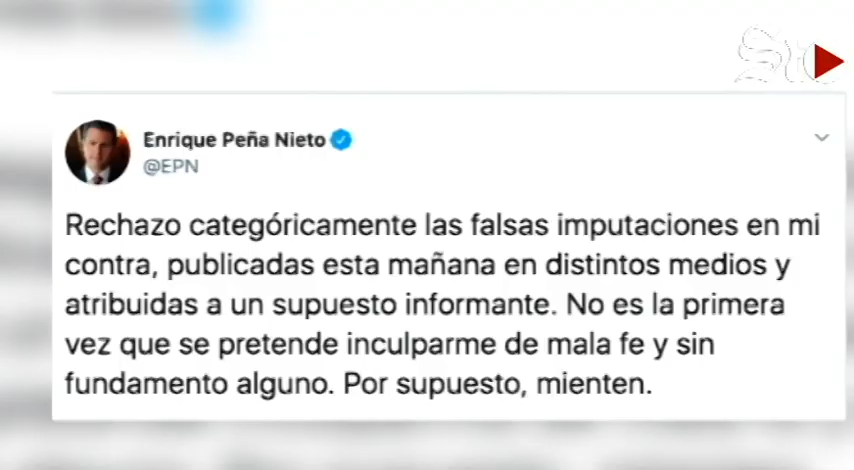 Enrique Peña Nieto
@EPN
Rechazo categóricamente las falsas imputaciones en mi
contra, publicadas esta mañana en distintos medios y
atribuidas a un supuesto informante. No es la primera
vez que se pretende inculparme de mala fe y sin
fundamento alguno. Por supuesto, mienten.